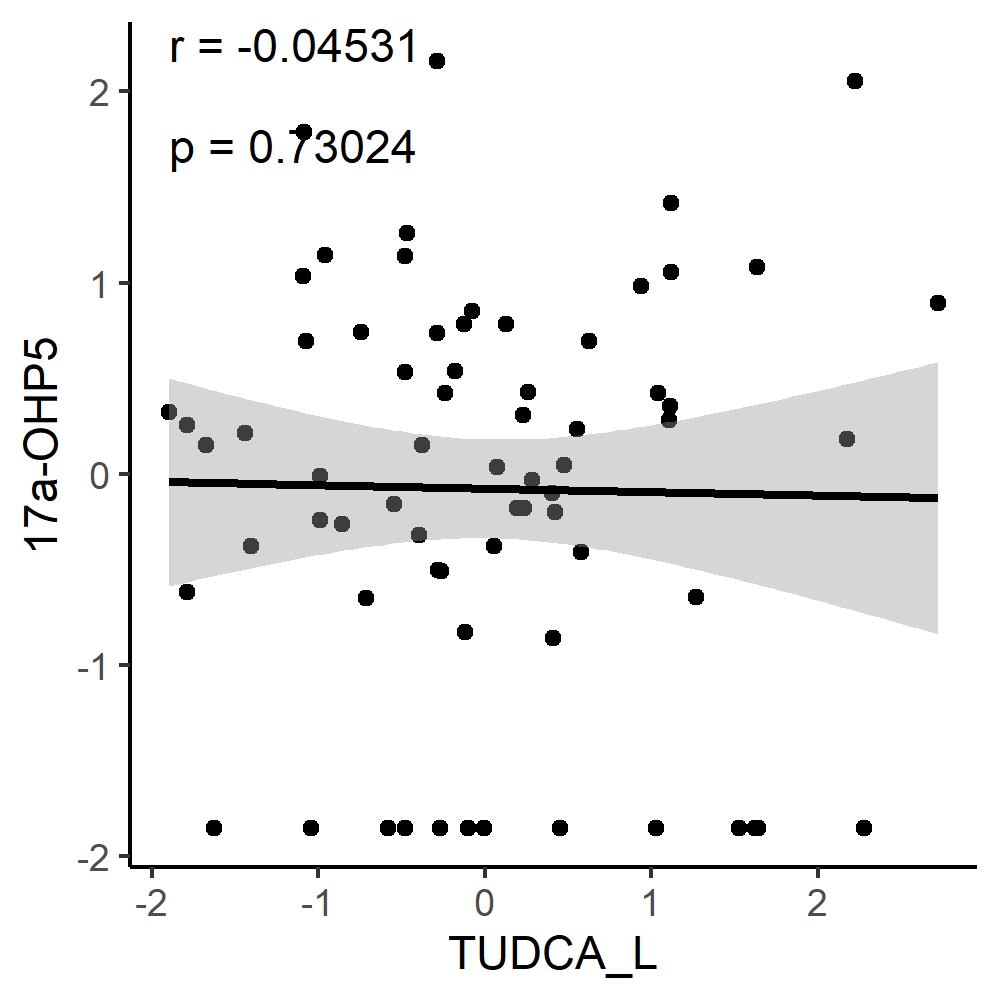 r = -0.04531
p = 0.73024
2
1
0
-1
-2
17a-OHP5
-2 -1 0 1 2
TUDCA_L